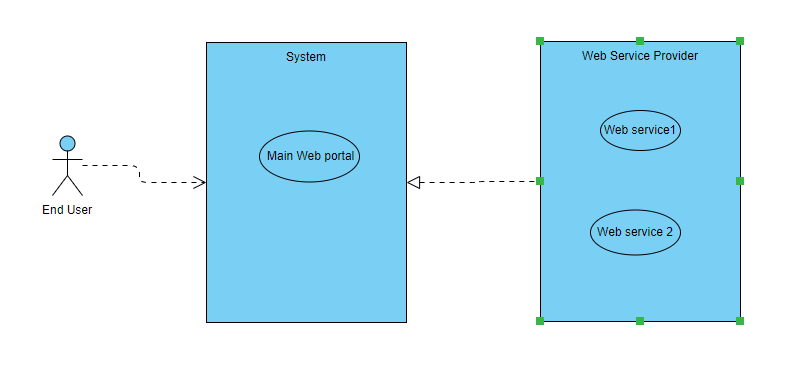 System
Web Service Provider
Web service1
Main Web portal
End User
Web service 2